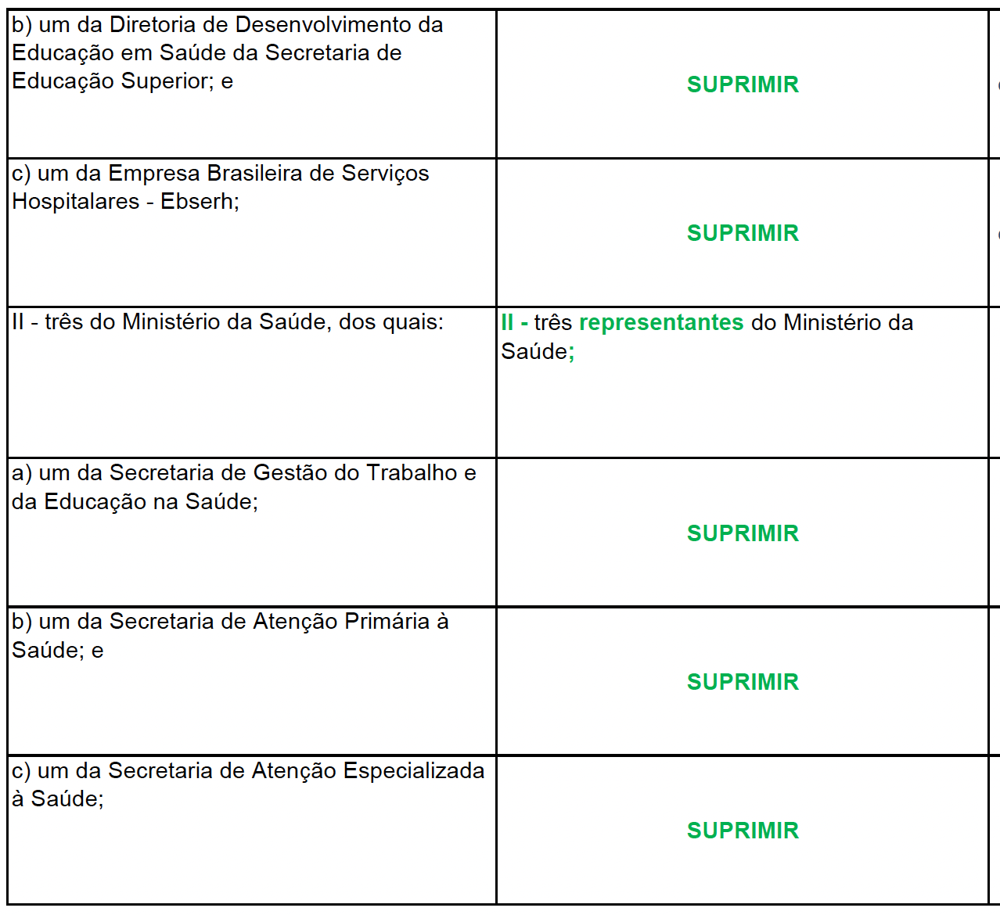 b) um da Diretoria de Desenvolvimento da
Educação em Saúde da Secretaria de
Educação Superior; e
SUPRIMIR
c) um da Empresa Brasileira de Serviços
Hospitalares - Ebserh;
SUPRIMIR
II - três do Ministério da Saúde, dos quais:
II - três representantes do Ministério da
Saúde;
a) um da Secretaria de Gestão do Trabalho e
da Educação na Saúde;
SUPRIMIR
b) um da Secretaria de Atenção Primária à
Saúde; e
SUPRIMIR
c) um da Secretaria de Atenção Especializada
à Saúde;
SUPRIMIR